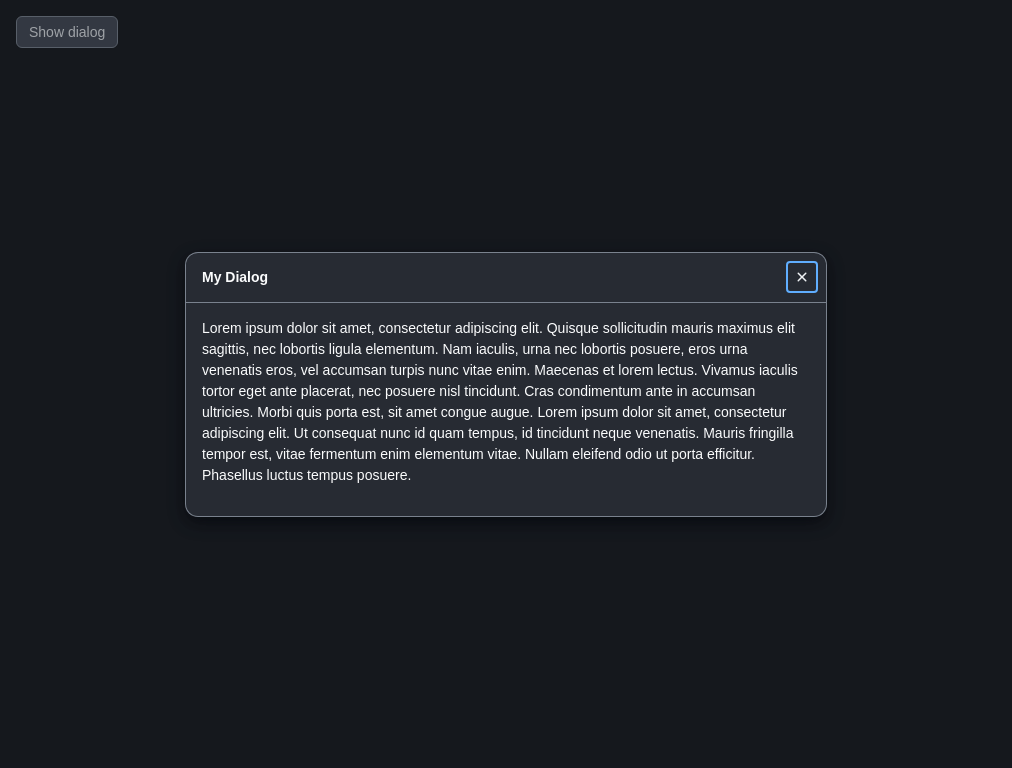 Show dialog
My Dialog
Lorem ipsum dolor sit amet, consectetur adipiscing elit. Quisque sollicitudin mauris maximus elit
sagittis, nec lobortis ligula elementum. Nam iaculis, urna nec lobortis posuere, eros urna
venenatis eros, vel accumsan turpis nunc vitae enim. Maecenas et lorem lectus. Vivamus iaculis
tortor eget ante placerat, nec posuere nisl tincidunt. Cras condimentum ante in accumsan
ultricies. Morbi quis porta est, sit amet congue augue. Lorem ipsum dolor sit amet, consectetur
adipiscing elit. Ut consequat nunc id quam tempus, id tincidunt neque venenatis. Mauris fringilla
tempor est, vitae fermentum enim elementum vitae. Nullam eleifend odio ut porta efficitur.
Phasellus luctus tempus posuere.